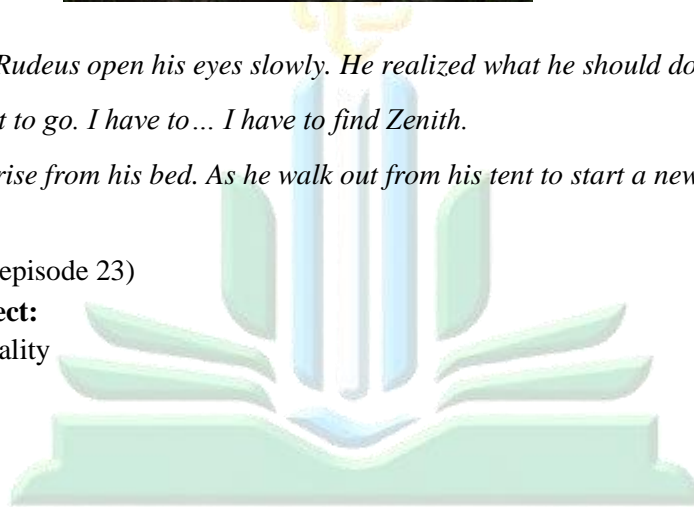 Rudeus open his eyes slowly. He realized what he should do
t to go. I have to… I have to find Zenith.
rise from his bed. As he walk out from his tent to start a new
episode 23)
ect:
ality